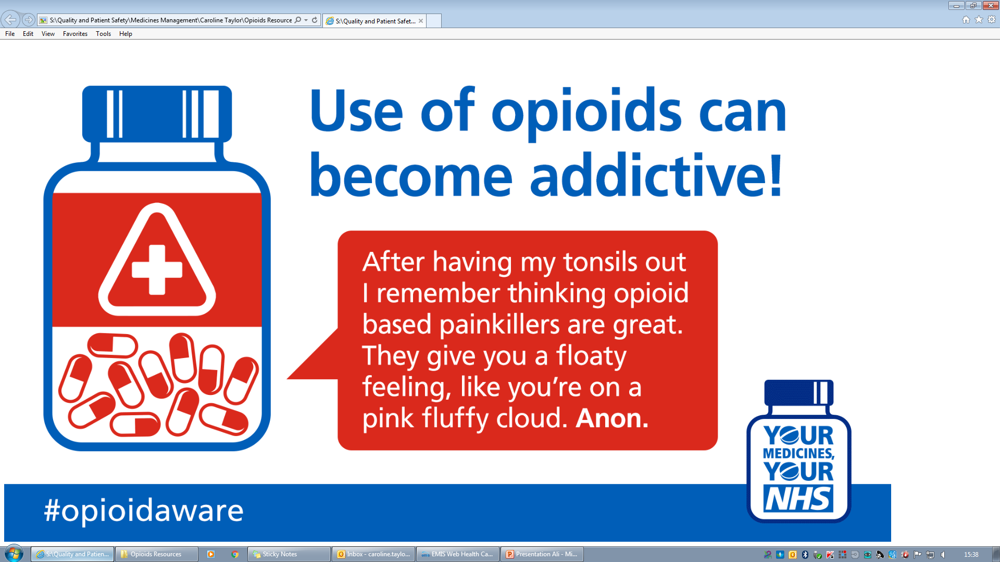 S:\Quality and Patient Safety\Medicines Management\Caroline Taylor\Opioids Resource
S:\Quality and Patient Safet...
File Edit View Favorites Tools Help
Use of opioids can
become addictive!
After having my tonsils out
I remember thinking opioid
based painkillers are great.
They give you a floaty
feeling, like you're on a
pink fluffy cloud. Anon.
YOUR
MEDICINES,
YOUR
NHS
#opioidaware
S:\Quality and Patien...
Opioids Resources
Sticky Notes
Inbox - caroline.taylo...
EMIS Web Health Ca...
Presentation Ali - Mi...
15:38